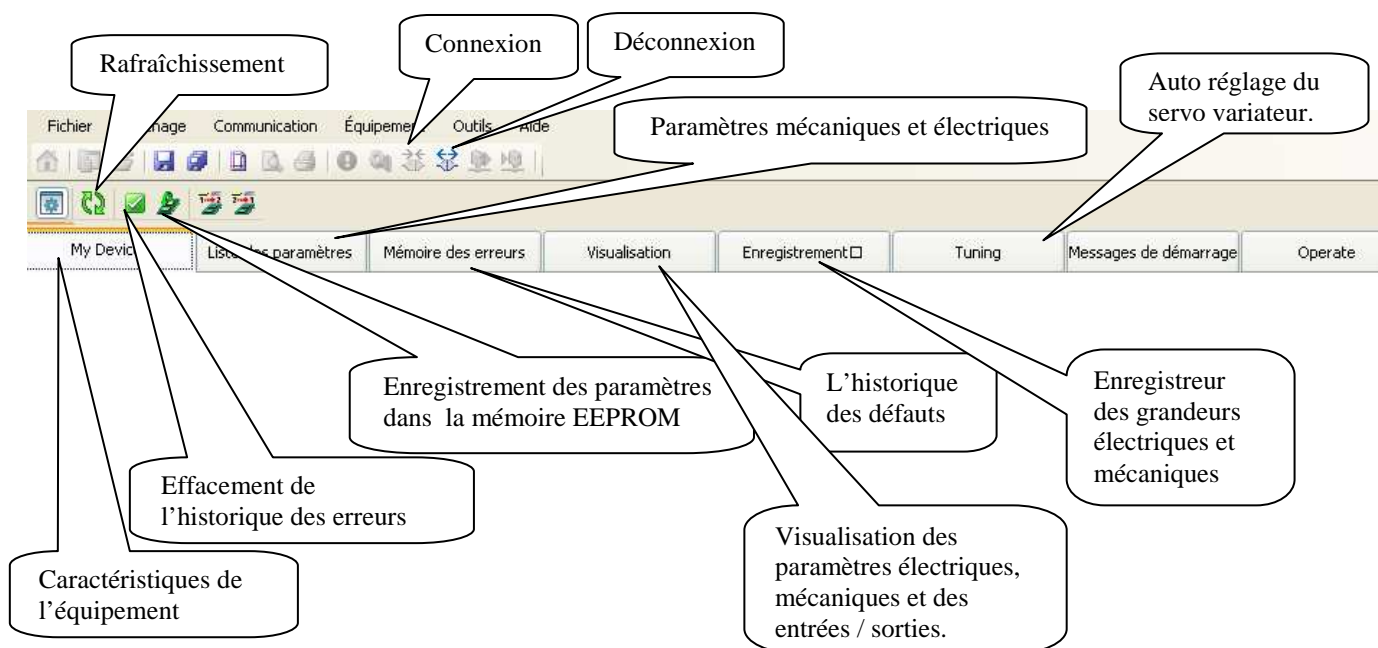 Connexion
Déconnexion
Rafraîchissement
Auto réglage du
servo variateur.
Paramètres mécaniques et électriques
Fichier nage Communication Équipeme Outils Aide
My Devic Liste des paramètres Mémoire des erreurs Visualisation Enregistrement□ Tuning Messages de démarrage Operate
Enregistrement des paramètres
dans la mémoire EEPROM
L'historique
des défauts
Enregistreur
des grandeurs
électriques et
mécaniques
Effacement de
l'historique des erreurs
Visualisation des
paramètres électriques,
mécaniques et des
entrées / sorties.
Caractéristiques de
l'équipement